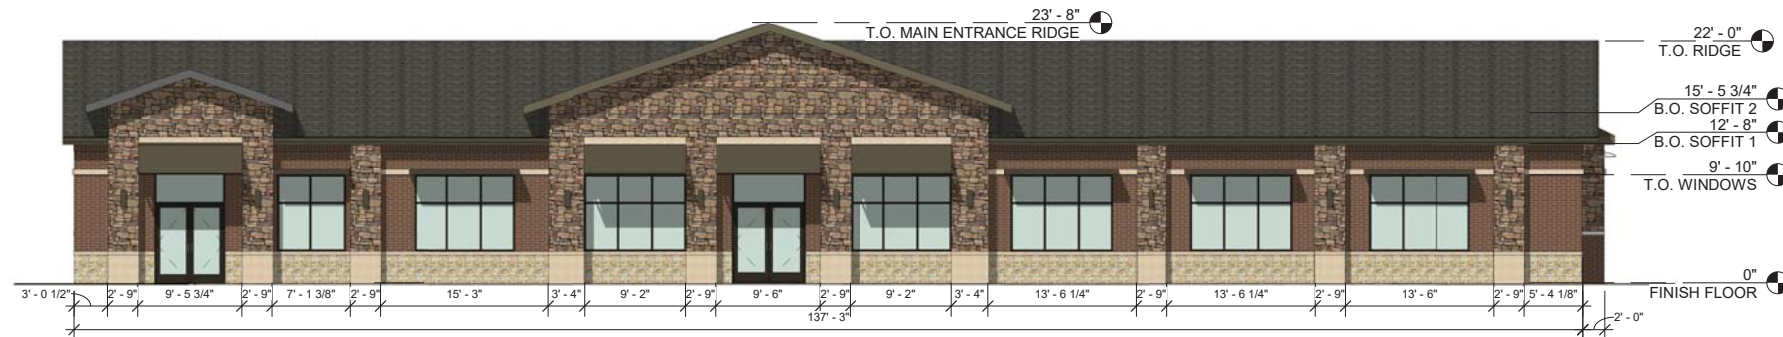 23' - 8"
T.O. MAIN ENTRANCE RIDGE
22' - 0"
T.O. RIDGE
15' - 5 3/4"
B.O. SOFFIT 2
12' - 8"
B.O. SOFFIT 1
9' - 10"
T.O. WINDOWS
0"
FINISH FLOOR
3' - 0 1/2" 2' - 9" 9' - 5 3/4" 2' - 9" 7' - 1 3/8" 2' - 9" 15' - 3" 3' - 4" 9' - 2" 2' - 9" 9' - 6" 2' - 9" 9' - 2" 3' - 4" 13' - 6 1/4" 2' - 9" 13' - 6 1/4" 2' - 9" 13' - 6" 2' - 9" 5' - 4 1/8"
137' - 3" 2' - 0"